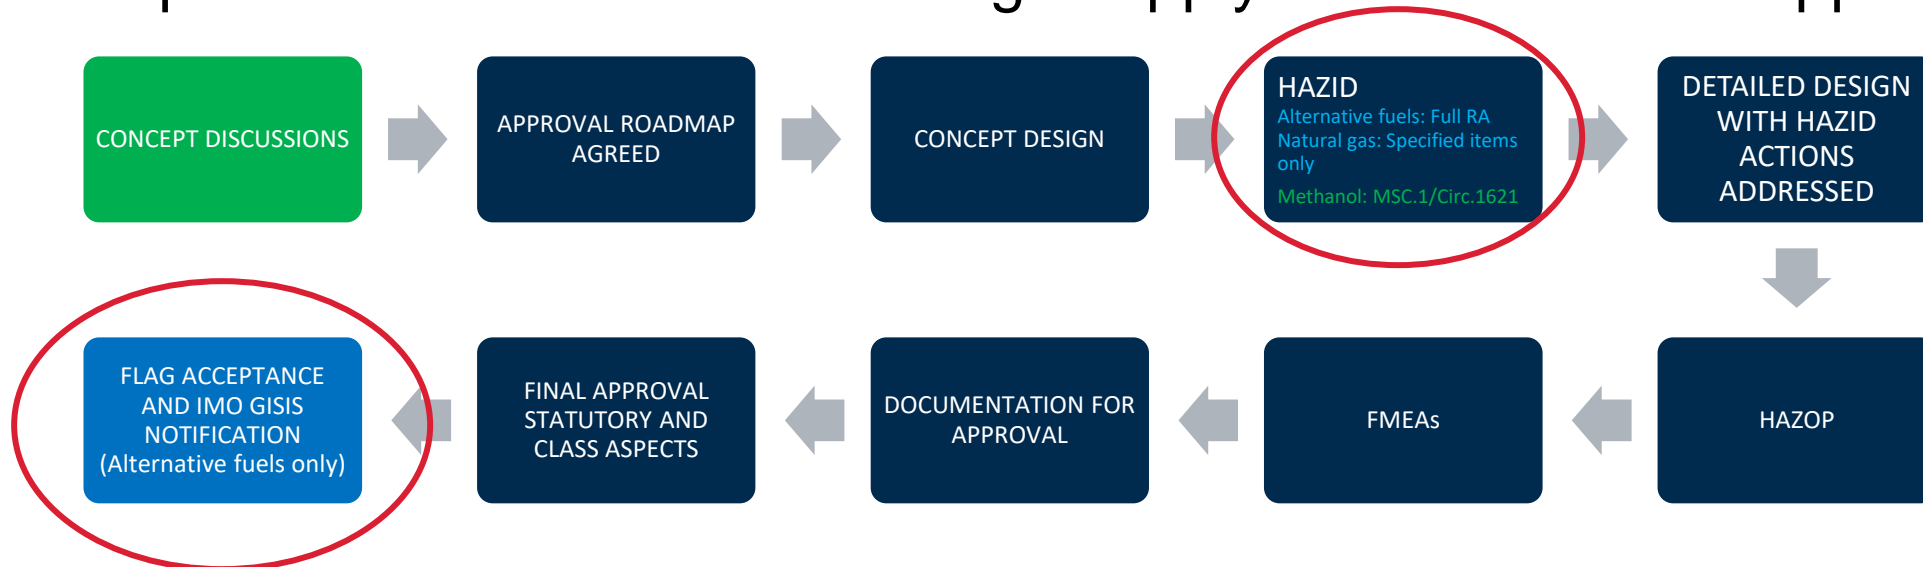 CONCEPT DISCUSSIONS
APPROVAL ROADMAP
AGREED
CONCEPT DESIGN
HAZID
Alternative fuels: Full RA
Natural gas: Specified items
only
Methanol: MSC.1/Circ.1621
DETAILED DESIGN
WITH HAZID
ACTIONS
ADDRESSED
FLAG ACCEPTANCE
AND IMO GISIS
NOTIFICATION
(Alternative fuels only)
FINAL APPROVAL
STATUTORY AND
CLASS ASPECTS
DOCUMENTATION FOR
APPROVAL
FMEAs
HAZOP